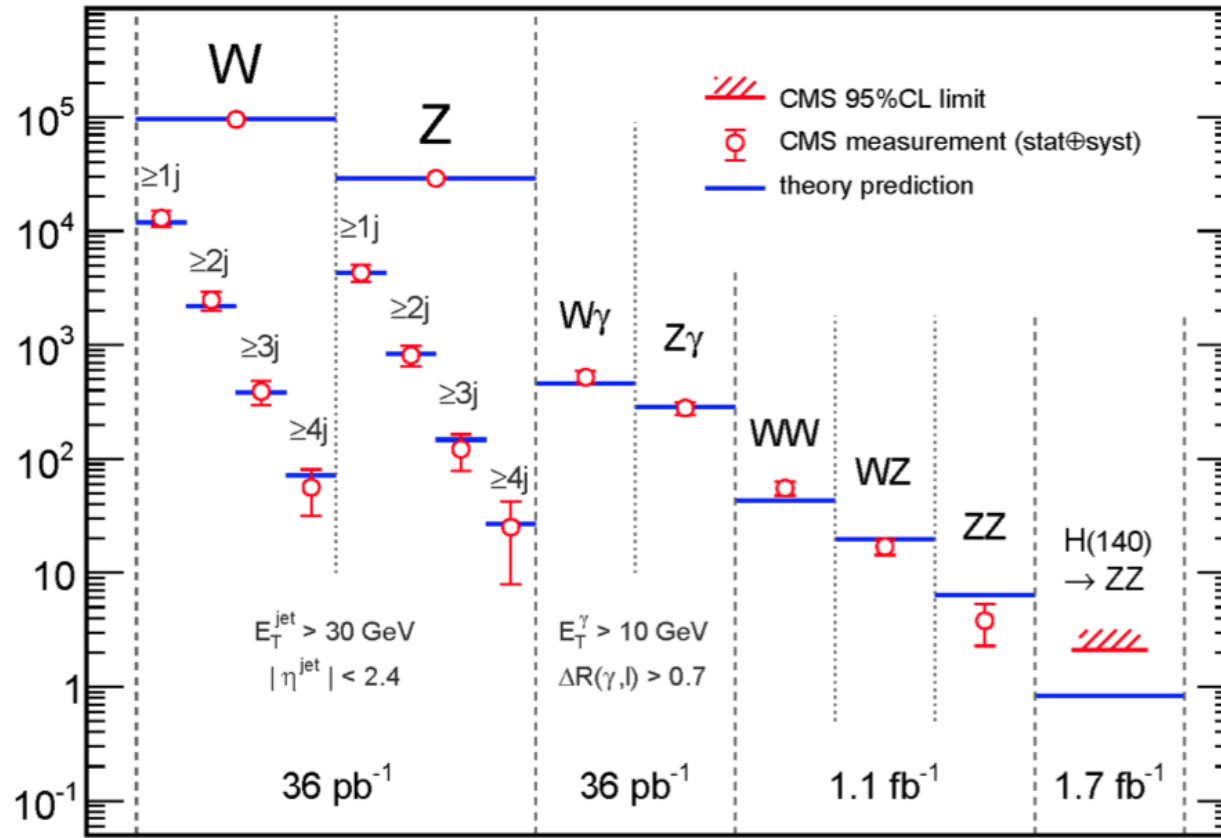 10⁵
10⁴
10³
10²
10
1
10⁻¹
W
≥1j
≥2j
≥3j
≥4j
Z
≥1j
≥2j
≥3j
≥4j
Wγ
Zγ
WW
WZ
ZZ
H(140)
→ ZZ
CMS 95%CL limit
CMS measurement (stat⊕syst)
theory prediction
E_T^jet > 30 GeV
| η^jet | < 2.4
E_T^γ > 10 GeV
ΔR(γ,l) > 0.7
36 pb⁻¹
36 pb⁻¹
1.1 fb⁻¹
1.7 fb⁻¹